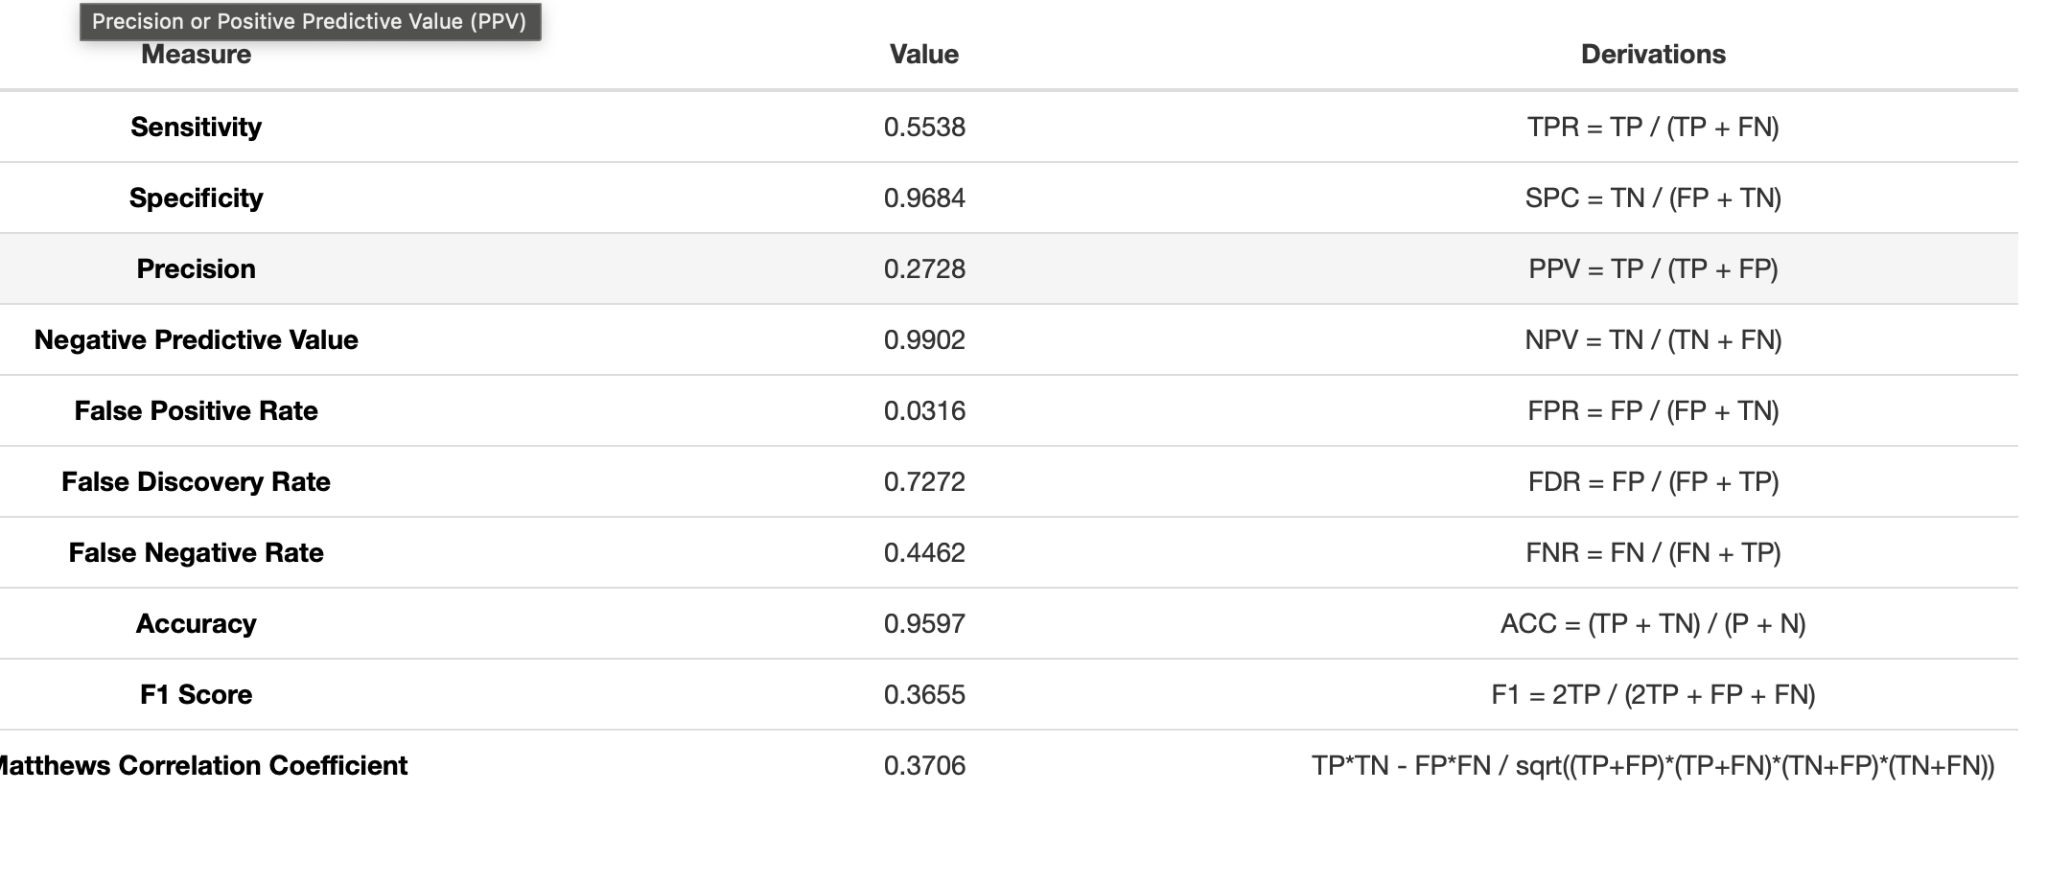 Precision or Positive Predictive Value (PPV)
Measure Value Derivations
Sensitivity 0.5538 TPR = TP / (TP + FN)
Specificity 0.9684 SPC = TN / (FP + TN)
Precision 0.2728 PPV = TP / (TP + FP)
Negative Predictive Value 0.9902 NPV = TN / (TN + FN)
False Positive Rate 0.0316 FPR = FP / (FP + TN)
False Discovery Rate 0.7272 FDR = FP / (FP + TP)
False Negative Rate 0.4462 FNR = FN / (FN + TP)
Accuracy 0.9597 ACC = (TP + TN) / (P + N)
F1 Score 0.3655 F1 = 2TP / (2TP + FP + FN)
Matthews Correlation Coefficient 0.3706 TP*TN - FP*FN / sqrt((TP+FP)*(TP+FN)*(TN+FP)*(TN+FN))